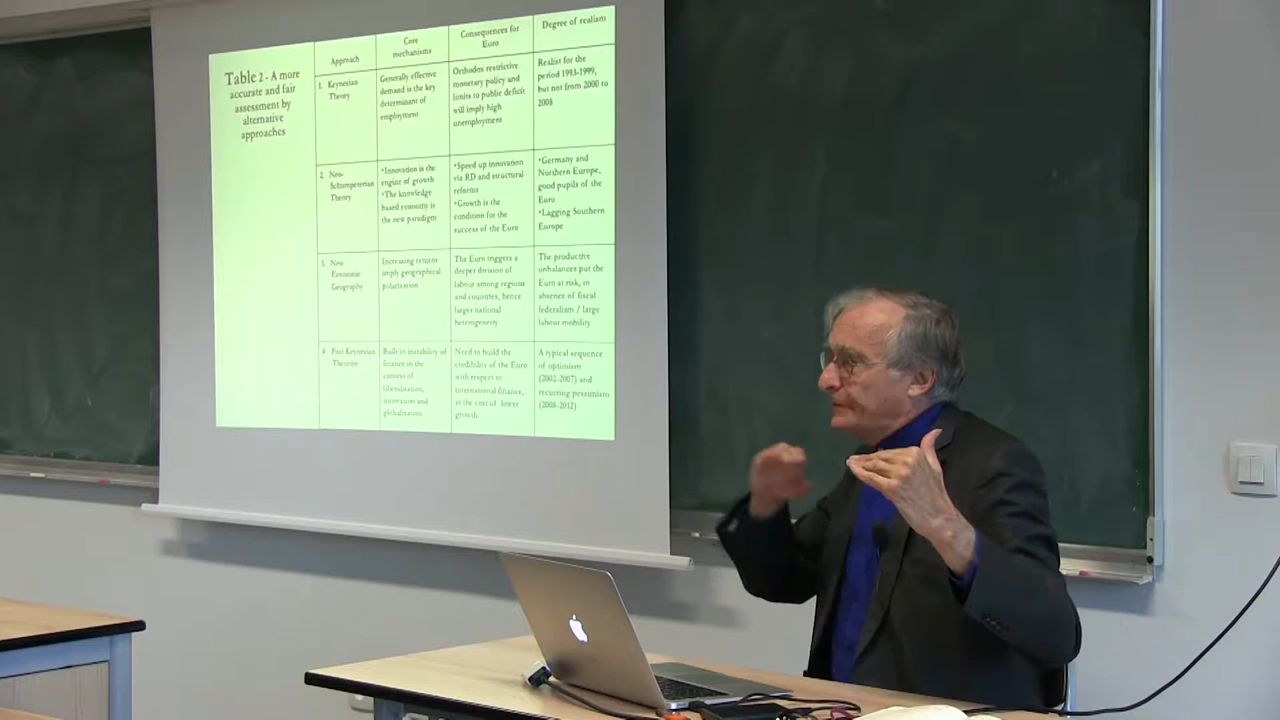 Table 2 - A more
accurate and fair
assessment by
alternative
approaches
Approach
Core
mechanisms
Consequences for
Euro
Degree of realism
1. Keynesian
Theory
Generally effective
demand is the key
determinant of
employment
Orthodox restrictive
monetary policy and
limits to public deficit
will imply high
unemployment
Realist for the
period 1993-1999,
but not from 2000 to
2008
2. Neo-
Schumpeterian
Theory
•Innovation is the
engine of growth
•The knowledge
based economy is
the new paradigm
•Speed up innovation
via RD and structural
reforms
•Growth is the
condition for the
success of the Euro
•Germany and
Northern Europe,
good pupils of the
Euro
•Lagging Southern
Europe
3. New
Economic
Geography
Increasing returns
imply geographical
polarization
The Euro triggers a
deeper division of
labour among regions
and countries, hence
larger national
heterogeneity
The productive
unbalances put the
Euro at risk, in
absence of fiscal
federalism / large
labour mobility
4. Post Keynesian
Theories
Built in instability of
finance in the
context of
liberalization,
innovation and
globalization
Need to build the
credibility of the Euro
with respect to
international finance,
at the cost of lower
growth
A typical sequence
of optimism
(2002-2007) and
recurring pessimism
(2008-2012)